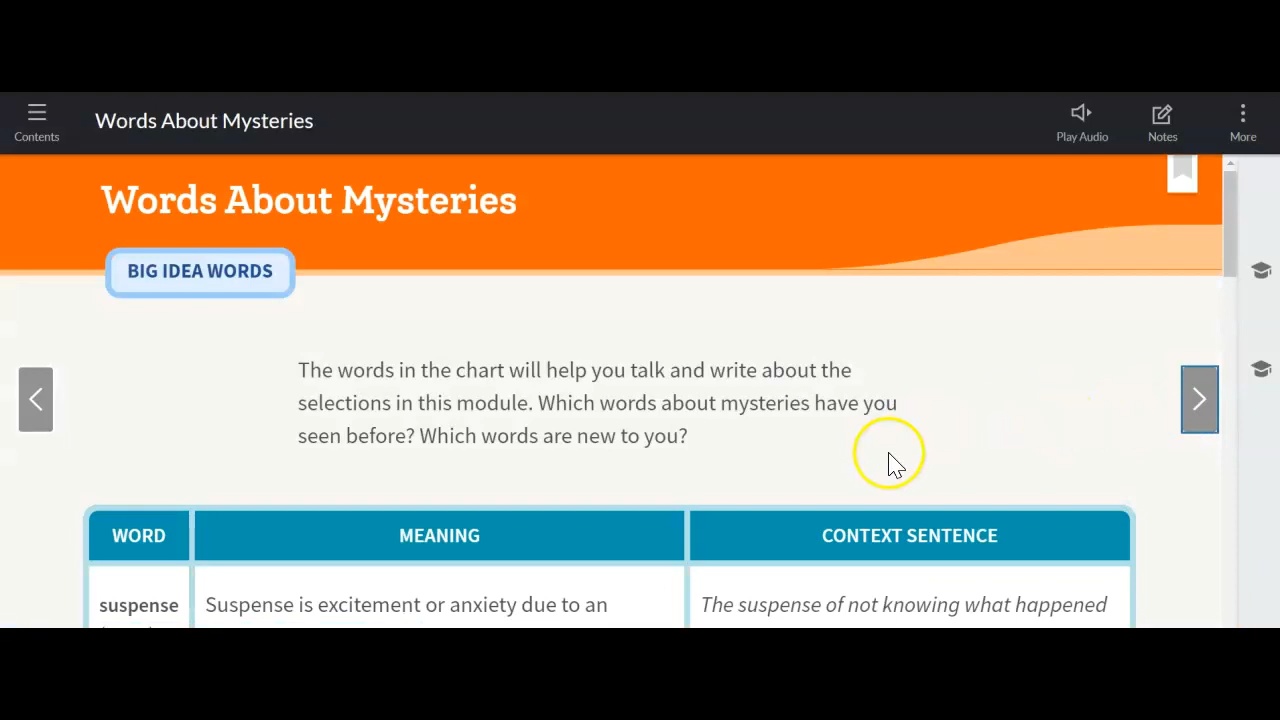 Contents
Words About Mysteries
Play Audio
Notes
More
Words About Mysteries
BIG IDEA WORDS
The words in the chart will help you talk and write about the
selections in this module. Which words about mysteries have you
seen before? Which words are new to you?
WORD
MEANING
CONTEXT SENTENCE
suspense
Suspense is excitement or anxiety due to an
The suspense of not knowing what happened